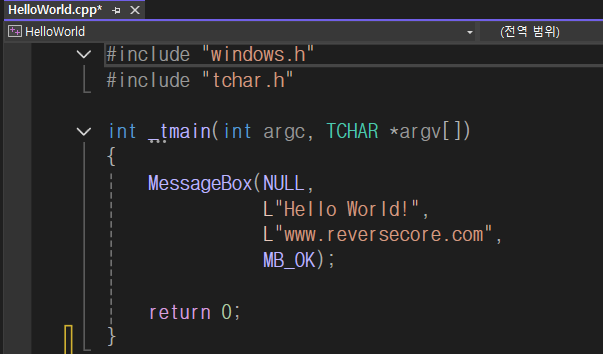 HelloWorld.cpp*
HelloWorld (전역 범위)
#include "windows.h"
#include "tchar.h"
int _tmain(int argc, TCHAR *argv[])
{
MessageBox(NULL,
L"Hello World!",
L"www.reversecore.com",
MB_OK);
return 0;
}